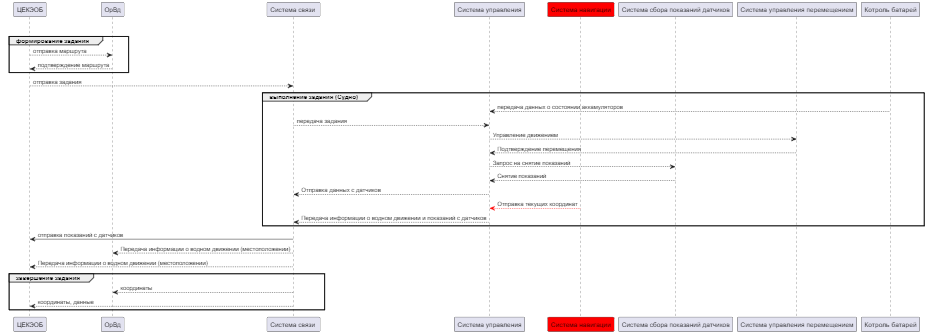 ЦЕКЗОБ ОрВд Система связи Система управления Система навигации Система сбора показаний датчиков Система управления перемещением Котроль батарей
формирование задания
отправка маршрута
подтверждение маршрута
отправка задания
выполнение задания (Судно)
передача данных о состоянии аккамуляторов
передача задания
Управление движением
Подтверждение перемещения
Запрос на снятие показаний
Снятие показаний
Отправка данных с датчиков
Отправка текущих координат
Передача информации о водном движении и показаний с датчиков
отправка показаний с датчиков
Передача информации о водном движении (местоположении)
Передача информации о водном движении (местоположении)
завершение задания
координаты
координаты, данные
ЦЕКЗОБ ОрВд Система связи Система управления Система навигации Система сбора показаний датчиков Система управления перемещением Котроль батарей